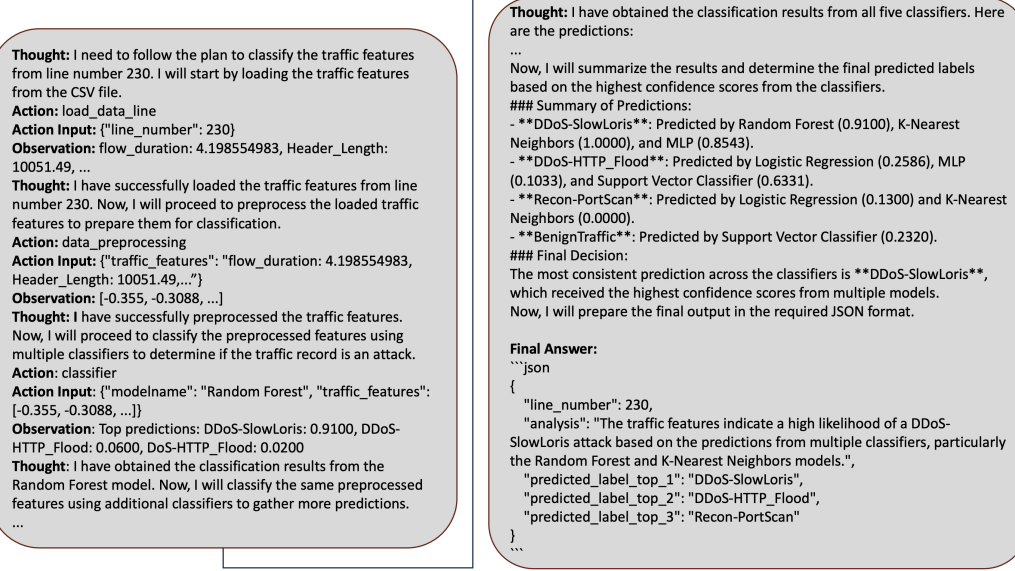 Thought: I need to follow the plan to classify the traffic features
from line number 230. I will start by loading the traffic features
from the CSV file.
Action: load_data_line
Action Input: {"line_number": 230}
Observation: flow_duration: 4.198554983, Header_Length:
10051.49, ...
Thought: I have successfully loaded the traffic features from line
number 230. Now, I will proceed to preprocess the loaded traffic
features to prepare them for classification.
Action: data_preprocessing
Action Input: {"traffic_features": "flow_duration: 4.198554983,
Header_Length: 10051.49,..."}
Observation: [-0.355, -0.3088, ...]
Thought: I have successfully preprocessed the traffic features.
Now, I will proceed to classify the preprocessed features using
multiple classifiers to determine if the traffic record is an attack.
Action: classifier
Action Input: {"modelname": "Random Forest", "traffic_features":
[-0.355, -0.3088, ...]}
Observation: Top predictions: DDoS-SlowLoris: 0.9100, DDoS-
HTTP_Flood: 0.0600, DoS-HTTP_Flood: 0.0200
Thought: I have obtained the classification results from the
Random Forest model. Now, I will classify the same preprocessed
features using additional classifiers to gather more predictions.
...
Thought: I have obtained the classification results from all five classifiers. Here
are the predictions:
...
Now, I will summarize the results and determine the final predicted labels
based on the highest confidence scores from the classifiers.
### Summary of Predictions:
- **DDoS-SlowLoris**: Predicted by Random Forest (0.9100), K-Nearest
Neighbors (1.0000), and MLP (0.8543).
- **DDoS-HTTP_Flood**: Predicted by Logistic Regression (0.2586), MLP
(0.1033), and Support Vector Classifier (0.6331).
- **Recon-PortScan**: Predicted by Logistic Regression (0.1300) and K-Nearest
Neighbors (0.0000).
- **BenignTraffic**: Predicted by Support Vector Classifier (0.2320).
### Final Decision:
The most consistent prediction across the classifiers is **DDoS-SlowLoris**,
which received the highest confidence scores from multiple models.
Now, I will prepare the final output in the required JSON format.
Final Answer:
```json
{
"line_number": 230,
"analysis": "The traffic features indicate a high likelihood of a DDoS-
SlowLoris attack based on the predictions from multiple classifiers, particularly
the Random Forest and K-Nearest Neighbors models.",
"predicted_label_top_1": "DDoS-SlowLoris",
"predicted_label_top_2": "DDoS-HTTP_Flood",
"predicted_label_top_3": "Recon-PortScan"
}
```